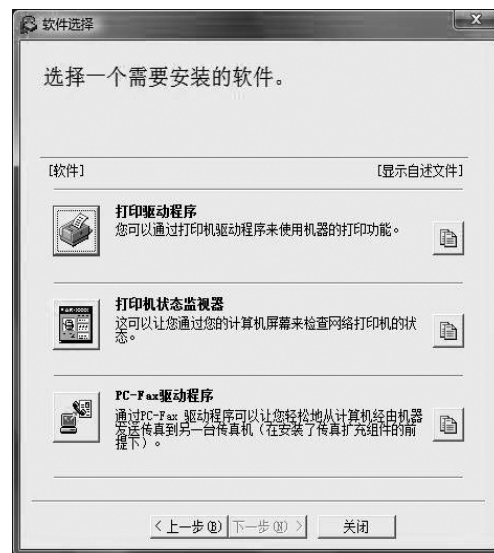 软件选择
选择一个需要安装的软件。
[软件] [显示自述文件]
打印驱动程序
您可以通过打印机驱动程序来使用机器的打印功能。
打印机状态监视器
这可以让您通过您的计算机屏幕来检查网络打印机的状
态。
PC-Fax驱动程序
通过PC-Fax 驱动程序可以让您轻松地从计算机经由机器
发送传真到另一台传真机（在安装了传真扩充组件的前
提下）。
<上一步(B) 下一步(N)> 关闭